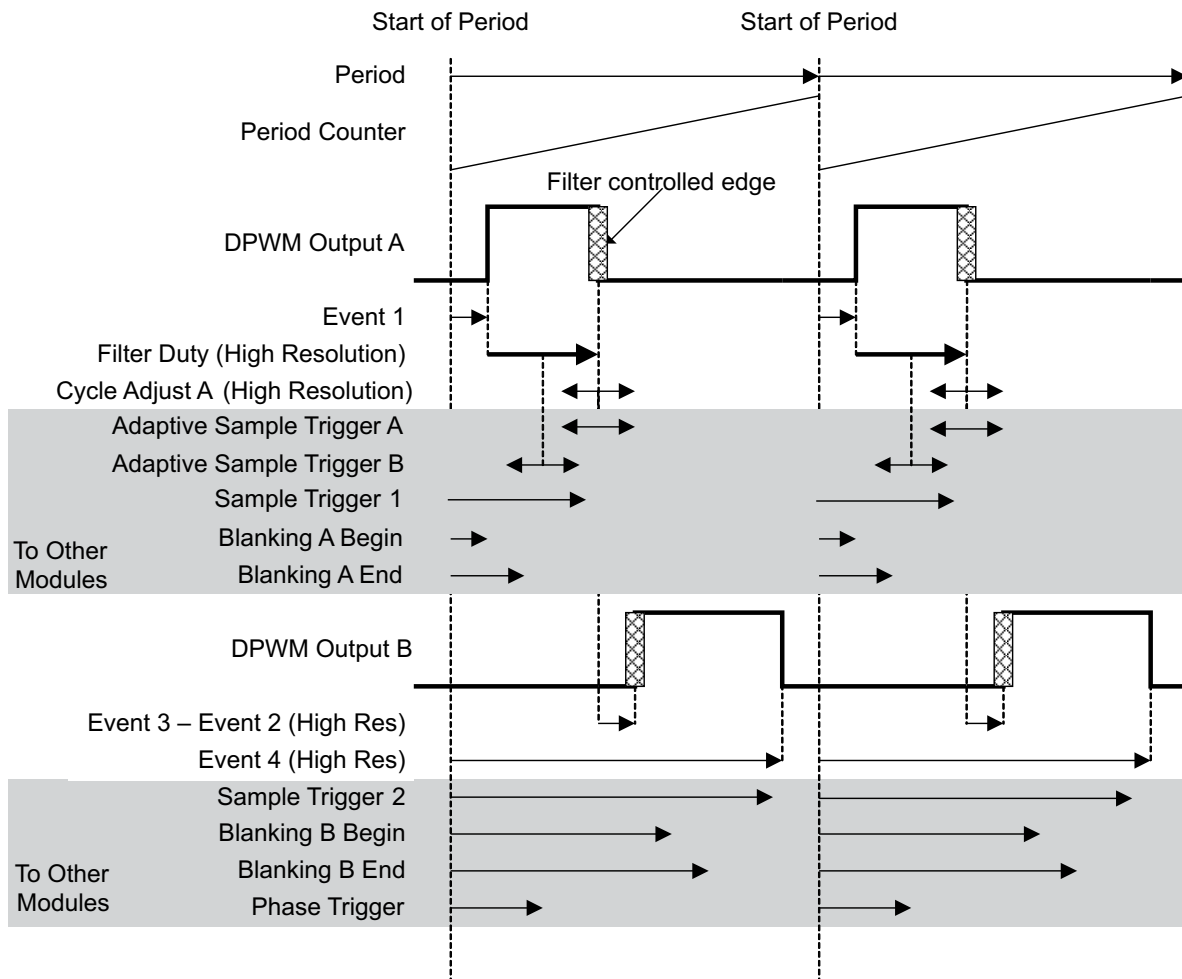 Start of Period
Start of Period
Period
Period Counter
Filter controlled edge
DPWM Output A
Event 1
Filter Duty (High Resolution)
Cycle Adjust A (High Resolution)
Adaptive Sample Trigger A
Adaptive Sample Trigger B
Sample Trigger 1
Blanking A Begin
To Other
Modules
Blanking A End
DPWM Output B
Event 3 – Event 2 (High Res)
Event 4 (High Res)
Sample Trigger 2
Blanking B Begin
Blanking B End
To Other
Modules
Phase Trigger